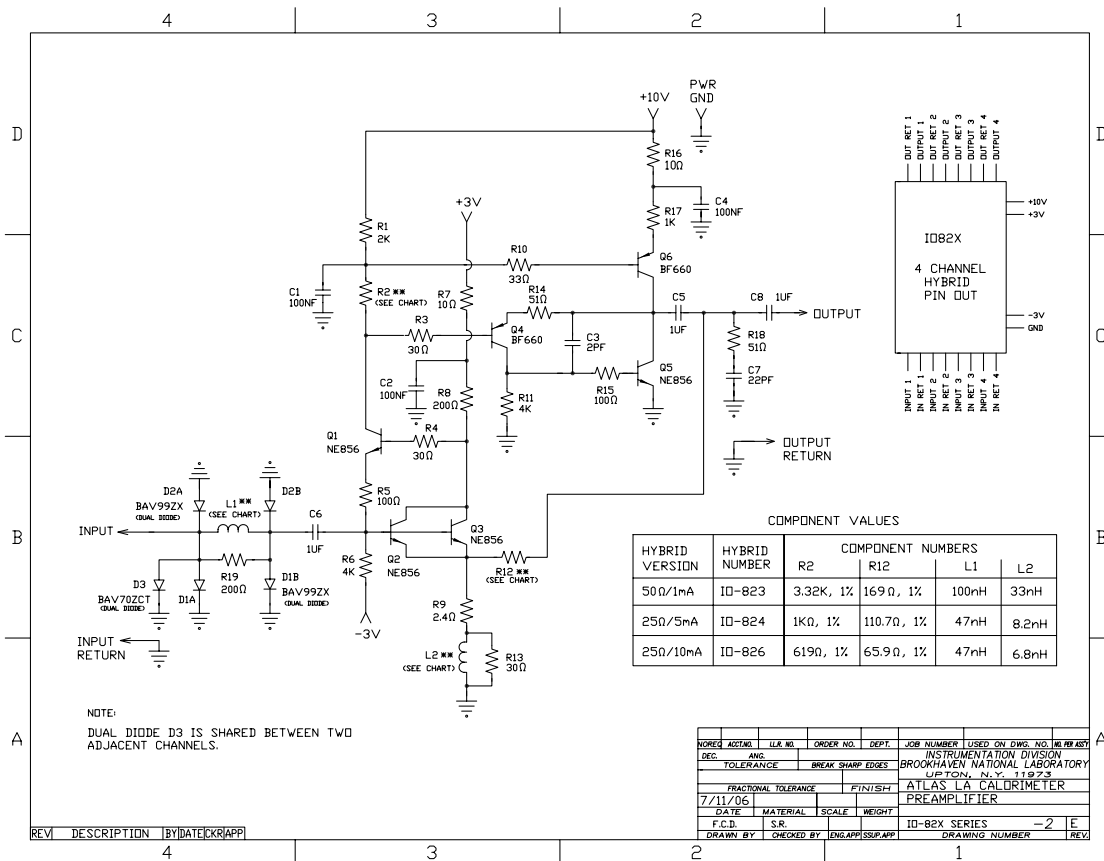 4 3 2 1
D
D
C
C
B
B
A
A
PWR
GND
+10V
R16
10Ω
C4
100NF
R17
1K
+3V
R1
2K
R10
33Ω
Q6
BF660
C1
100NF
R2**
(SEE CHART)
R7
10Ω
R14
51Ω
C5
1UF
C8 1UF
OUTPUT
R3
30Ω
Q4
BF660
C3
2PF
R18
51Ω
C7
22PF
C2
100NF
R8
200Ω
R11
4K
R15
100Ω
Q5
NE856
Q1
NE856
R4
30Ω
OUTPUT
RETURN
D2A
BAV99ZX
(DUAL DIODE)
L1**
(SEE CHART)
D2B
R5
100Ω
INPUT
C6
1UF
Q3
NE856
R6
4K
Q2
NE856
R12**
(SEE CHART)
D3
BAV70ZCT
(DUAL DIODE)
D1A
R19
200Ω
D1B
BAV99ZX
(DUAL DIODE)
R9
2.4Ω
INPUT
RETURN
-3V
L2**
(SEE CHART)
R13
30Ω
NOTE:
DUAL DIODE D3 IS SHARED BETWEEN TWO
ADJACENT CHANNELS.
OUT RET 1
OUTPUT 1
OUT RET 2
OUTPUT 2
OUT RET 3
OUTPUT 3
OUT RET 4
OUTPUT 4
+10V
+3V
IO82X
4 CHANNEL
HYBRID
PIN OUT
-3V
GND
INPUT 1
IN RET 1
INPUT 2
IN RET 2
INPUT 3
IN RET 3
INPUT 4
IN RET 4
COMPONENT VALUES
HYBRID VERSION HYBRID NUMBER COMPONENT NUMBERS
R2 R12 L1 L2
50Ω/1mA IO-823 3.32K, 1% 169Ω, 1% 100nH 33nH
25Ω/5mA IO-824 1KΩ, 1% 110.7Ω, 1% 47nH 8.2nH
25Ω/10mA IO-826 619Ω, 1% 65.9Ω, 1% 47nH 6.8nH
NOREQ ACCT.NO. LL.R. NO. ORDER NO. DEPT. JOB NUMBER USED ON DWG. NO. NO. PER ASS'Y
DEC. ANG. INSTRUMENTATION DIVISION
TOLERANCE BREAK SHARP EDGES BROOKHAVEN NATIONAL LABORATORY
UPTON, N.Y. 11973
FRACTIONAL TOLERANCE FINISH ATLAS LA CALORIMETER
7/11/06 PREAMPLIFIER
DATE MATERIAL SCALE WEIGHT
F.C.D. S.R. IO-82X SERIES -2 E
DRAWN BY CHECKED BY ENG.APP SSUP.APP DRAWING NUMBER REV.
REV DESCRIPTION BY DATE CKR APP
4 3 2 1